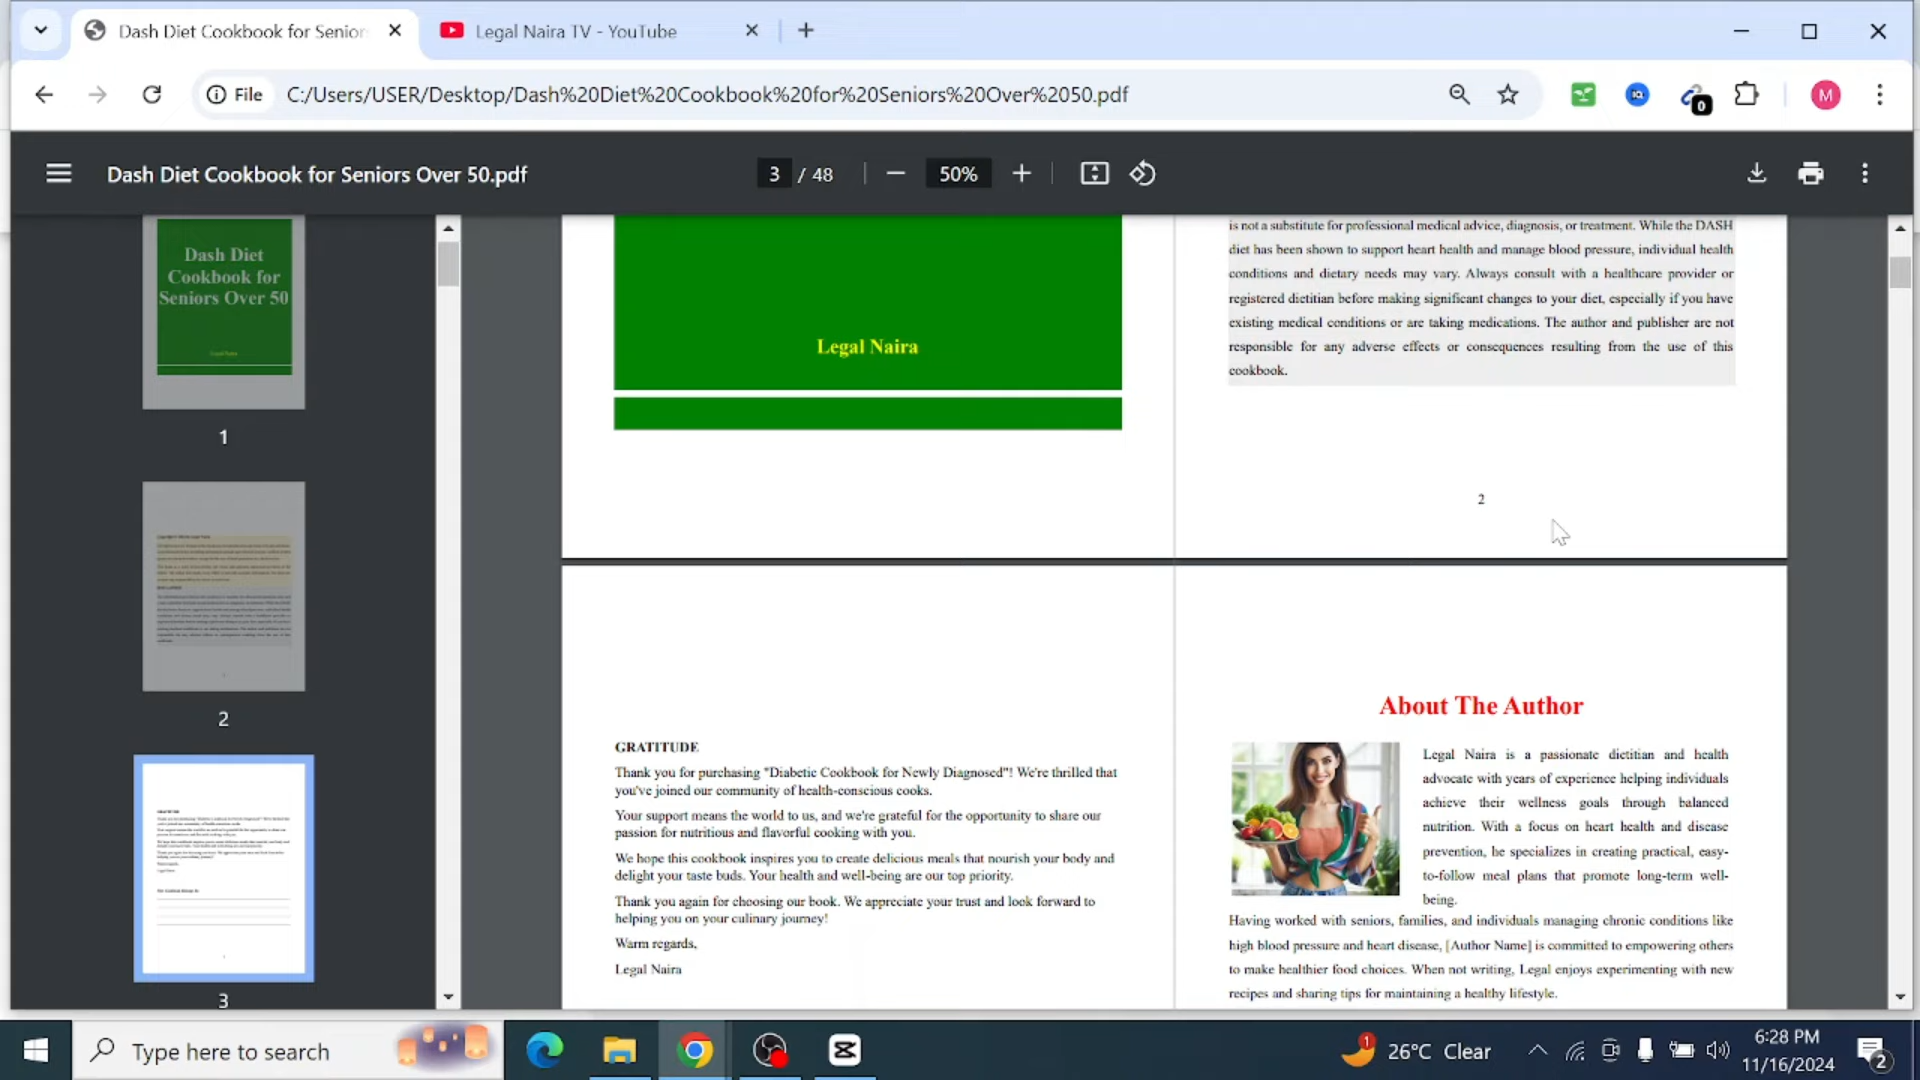 Dash Diet Cookbook for Senior
Legal Naira TV - YouTube
File
C:/Users/USER/Desktop/Dash%20Diet%20Cookbook%20for%20Seniors%20Over%2050.pdf
IQ
0
M
Dash Diet Cookbook for Seniors Over 50.pdf
3 / 48
50%
Dash Diet
Cookbook for
Seniors Over 50
Legal Naira
1
2
3
Legal Naira
is not a substitute for professional medical advice, diagnosis, or treatment. While the DASH
diet has been shown to support heart health and manage blood pressure, individual health
conditions and dietary needs may vary. Always consult with a healthcare provider or
registered dietitian before making significant changes to your diet, especially if you have
existing medical conditions or are taking medications. The author and publisher are not
responsible for any adverse effects or consequences resulting from the use of this
cookbook.
2
GRATITUDE
Thank you for purchasing "Diabetic Cookbook for Newly Diagnosed"! We're thrilled that
you've joined our community of health-conscious cooks.
Your support means the world to us, and we're grateful for the opportunity to share our
passion for nutritious and flavorful cooking with you.
We hope this cookbook inspires you to create delicious meals that nourish your body and
delight your taste buds. Your health and well-being are our top priority.
Thank you again for choosing our book. We appreciate your trust and look forward to
helping you on your culinary journey!
Warm regards,
Legal Naira
About The Author
Legal Naira is a passionate dietitian and health
advocate with years of experience helping individuals
achieve their wellness goals through balanced
nutrition. With a focus on heart health and disease
prevention, he specializes in creating practical, easy-
to-follow meal plans that promote long-term well-
being.
Having worked with seniors, families, and individuals managing chronic conditions like
high blood pressure and heart disease, [Author Name] is committed to empowering others
to make healthier food choices. When not writing, Legal enjoys experimenting with new
recipes and sharing tips for maintaining a healthy lifestyle.
Type here to search
1
26°C Clear
6:28 PM
11/16/2024
2